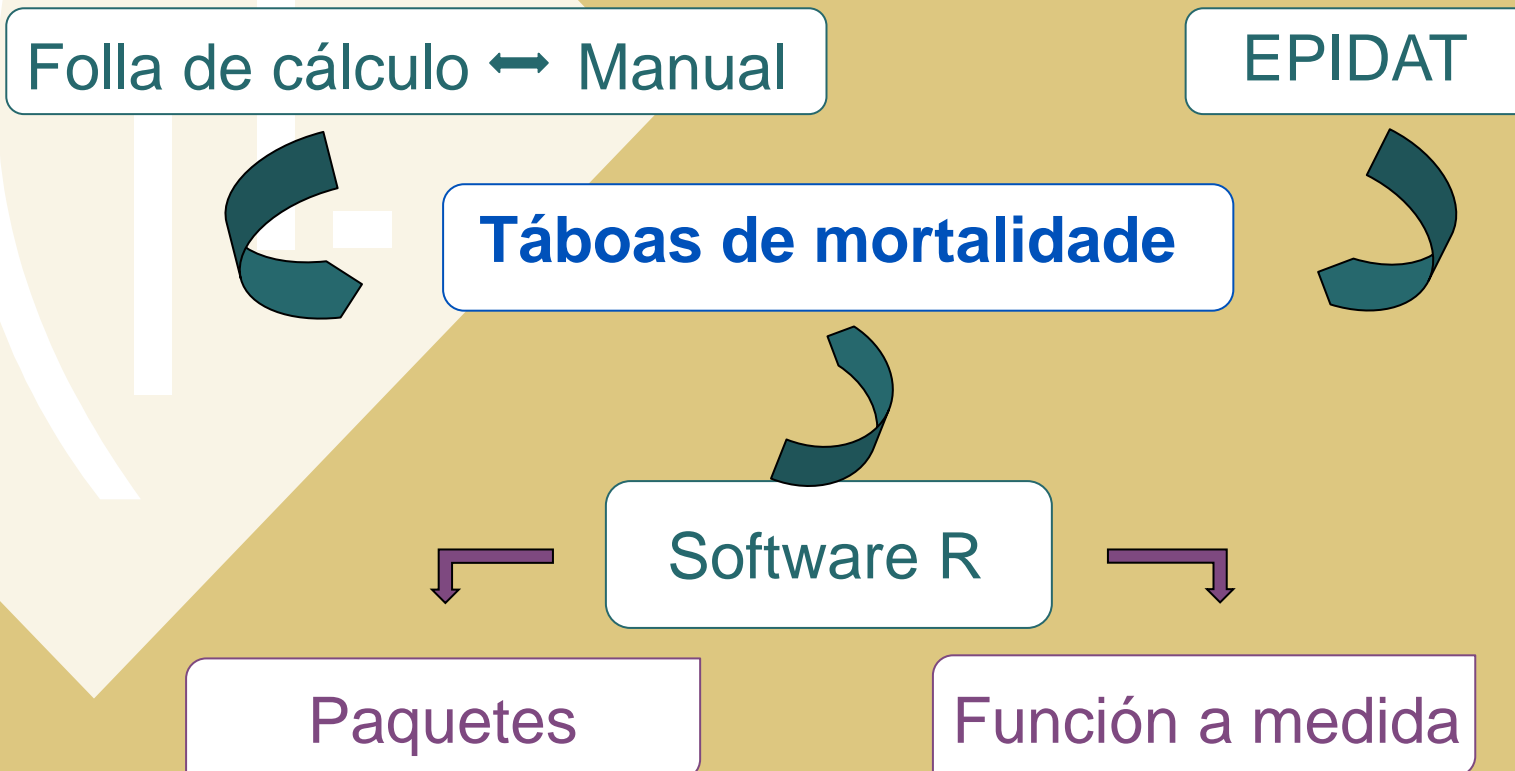 Folla de cálculo ↔ Manual
EPIDAT
Táboas de mortalidade
Software R
Paquetes
Función a medida